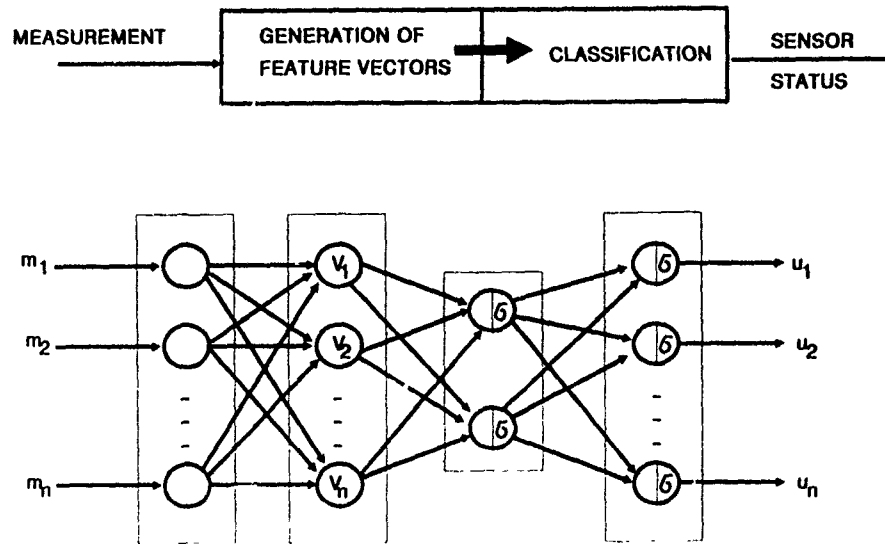 MEASUREMENT
GENERATION OF
FEATURE VECTORS
CLASSIFICATION
SENSOR
STATUS
m1 V1 б u1
m2 V2 б u2
б
mn Vn б un